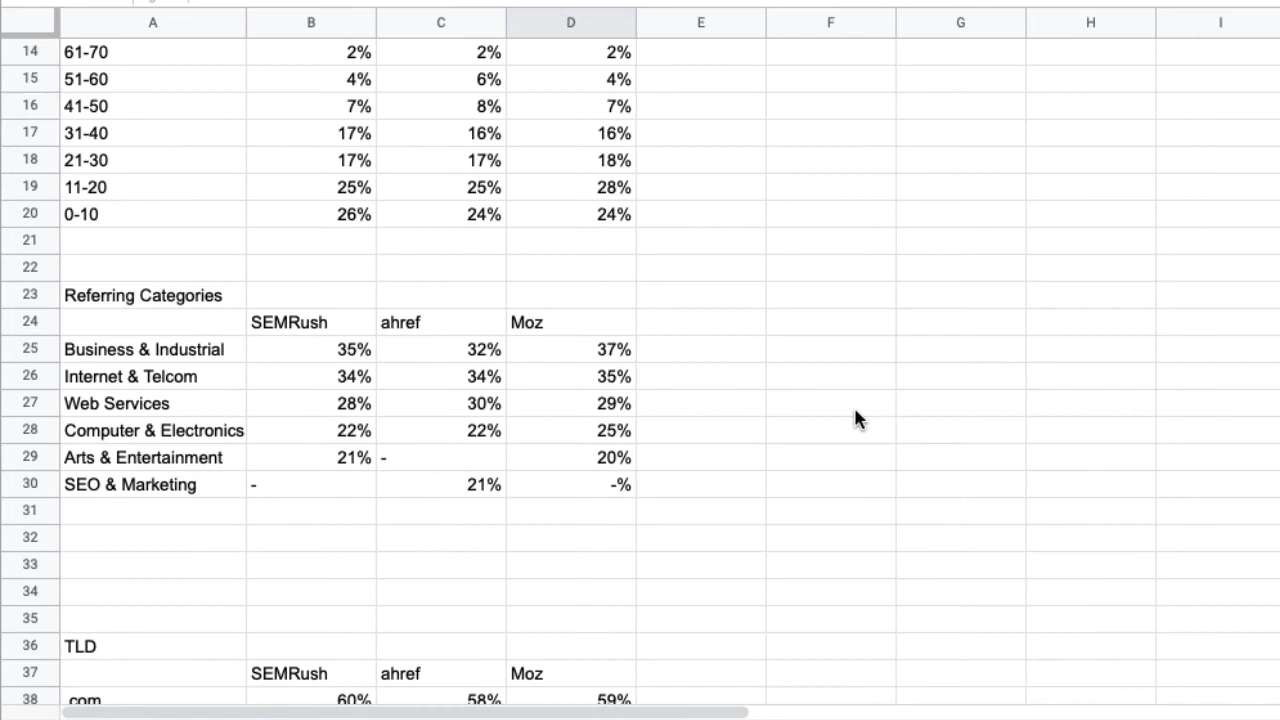 A B C D E F G H I
14 61-70 2% 2% 2%
15 51-60 4% 6% 4%
16 41-50 7% 8% 7%
17 31-40 17% 16% 16%
18 21-30 17% 17% 18%
19 11-20 25% 25% 28%
20 0-10 26% 24% 24%
21
22
23 Referring Categories
24 SEMRush ahref Moz
25 Business & Industrial 35% 32% 37%
26 Internet & Telcom 34% 34% 35%
27 Web Services 28% 30% 29%
28 Computer & Electronics 22% 22% 25%
29 Arts & Entertainment 21% - 20%
30 SEO & Marketing - 21% -%
31
32
33
34
35
36 TLD
37 SEMRush ahref Moz
38 .com 60% 58% 59%